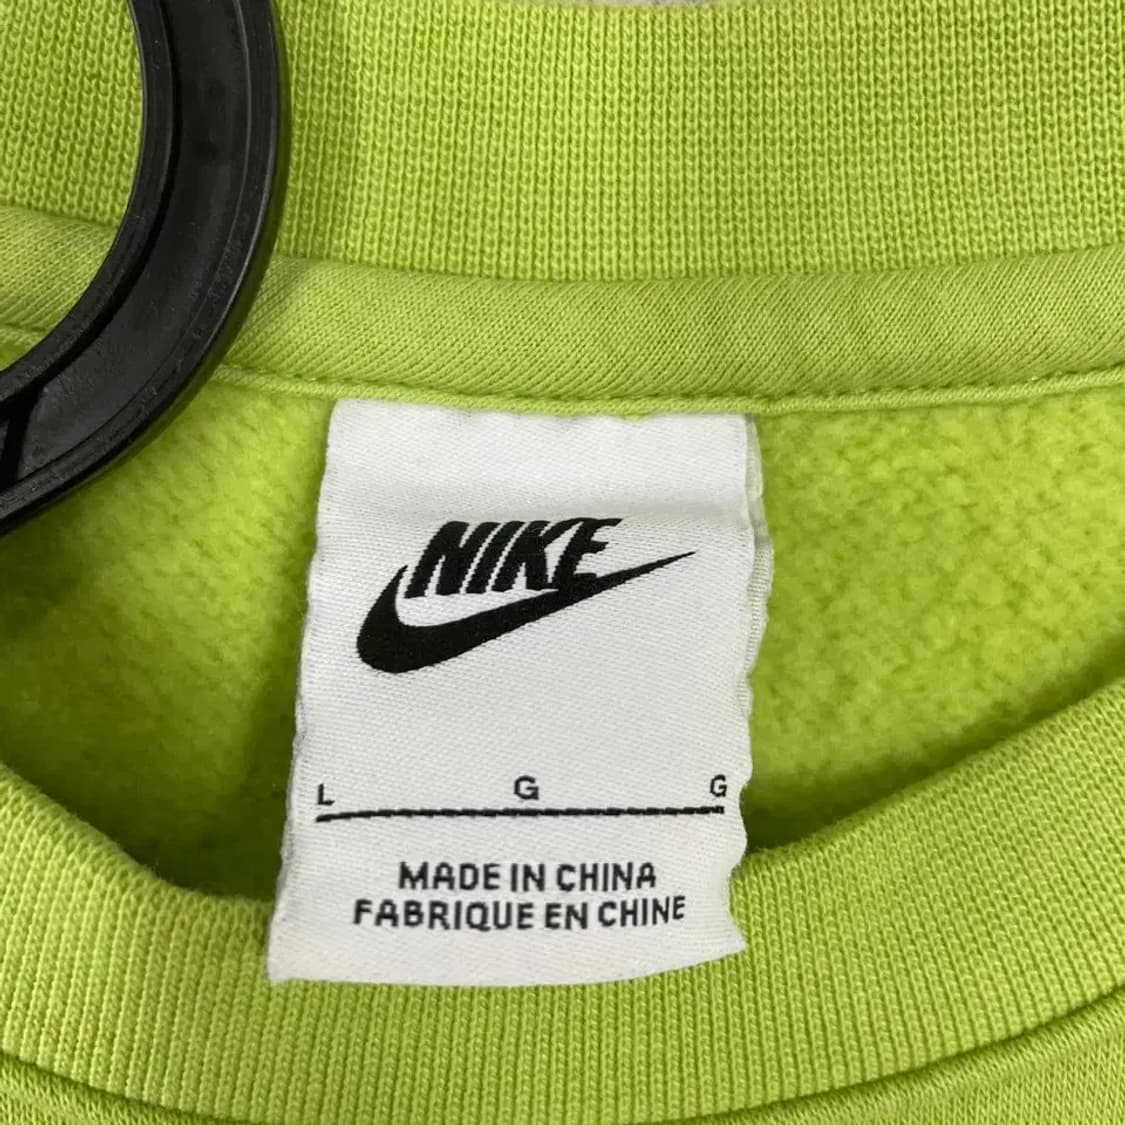 NIKE
L G G
MADE IN CHINA
FABRIQUE EN CHINE